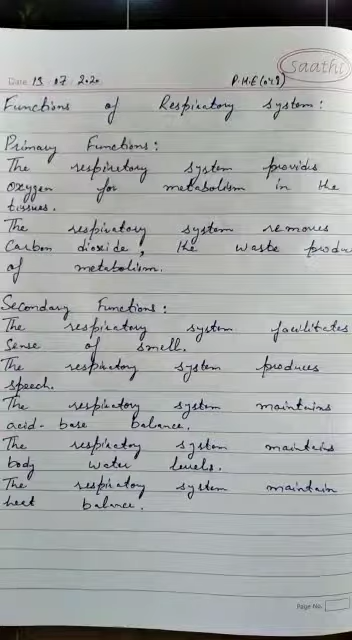 saathi
Date 13 / 07 / 2020 P.H.E (048)
Functions of Respiratory system:
Primary Functions:
The respiratory system provides
oxygen for metabolism in the
tissues.
The respiratory system removes
carbon dioxide, the waste produc
of metabolism.
Secondary Functions:
The respiratory system facilitates
sense of smell.
The respiratory system produces
speech.
The respiratory system maintains
acid-base balance.
The respiratory system maintains
body water levels.
The respiratory system maintain
heat balance.
Page No.